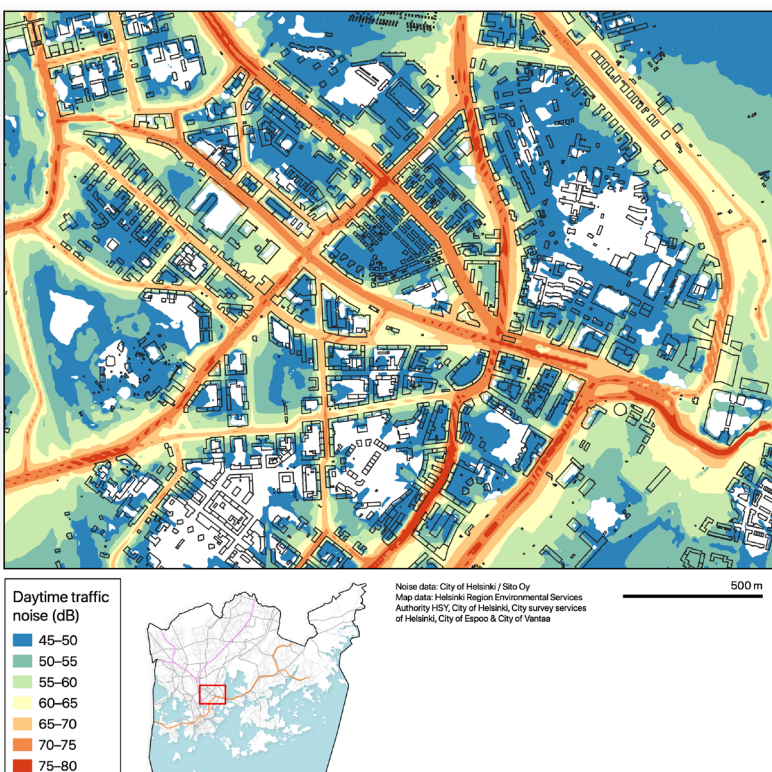 Daytime traffic
noise (dB)
45–50
50–55
55–60
60–65
65–70
70–75
75–80
Noise data: City of Helsinki / Sito Oy
Map data: Helsinki Region Environmental Services
Authority HSY, City of Helsinki, City survey services
of Helsinki, City of Espoo & City of Vantaa
500 m